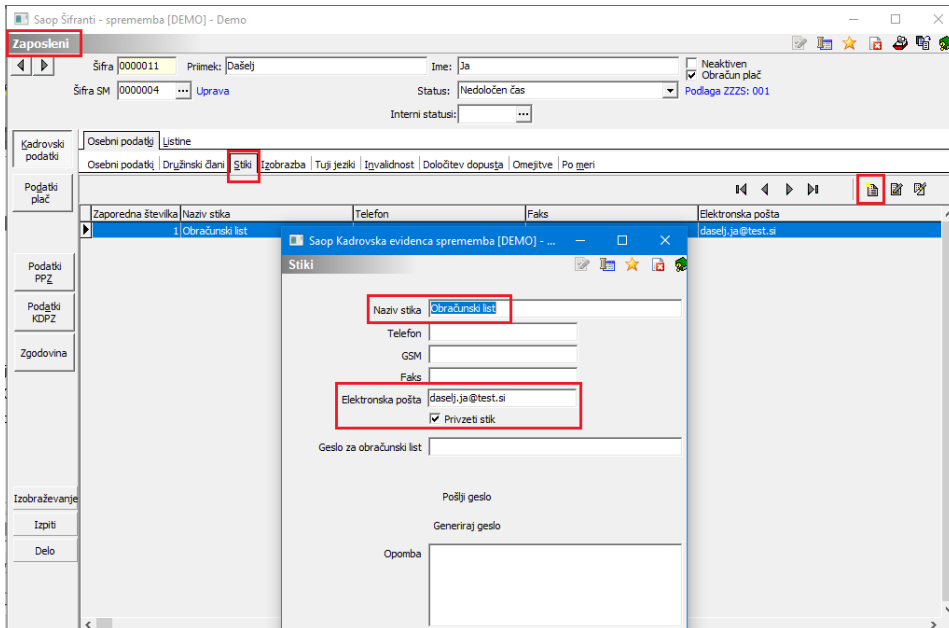 Saop Šifranti - sprememba [DEMO] - Demo
Zaposleni
Šifra 0000011 Priimek: Dašelj Ime: Ja Neaktiven
Obračun plač
Šifra SM 0000004 ... Uprava Status: Nedoločen čas Podlaga ZZZS: 001
Interni statusi: ...
Kadrovski podatki
Osebni podatki Listine
Osebni podatki Družinski člani Stiki Izobrazba Tuji jeziki Invalidnost Določitev dopusta Omejitve Po meri
Podatki plač
Zaporedna številka Naziv stika Telefon Faks Elektronska pošta
1 Obračunski list daselj.ja@test.si
Saop Kadrovska evidenca sprememba [DEMO] - ...
Stiki
Podatki PPZ
Podatki KDPZ
Zgodovina
Naziv stika Obračunski list
Telefon
GSM
Faks
Elektronska pošta daselj.ja@test.si
Privzeti stik
Geslo za obračunski list
Pošlji geslo
Generiraj geslo
Opomba
Izobraževanje
Izpiti
Delo